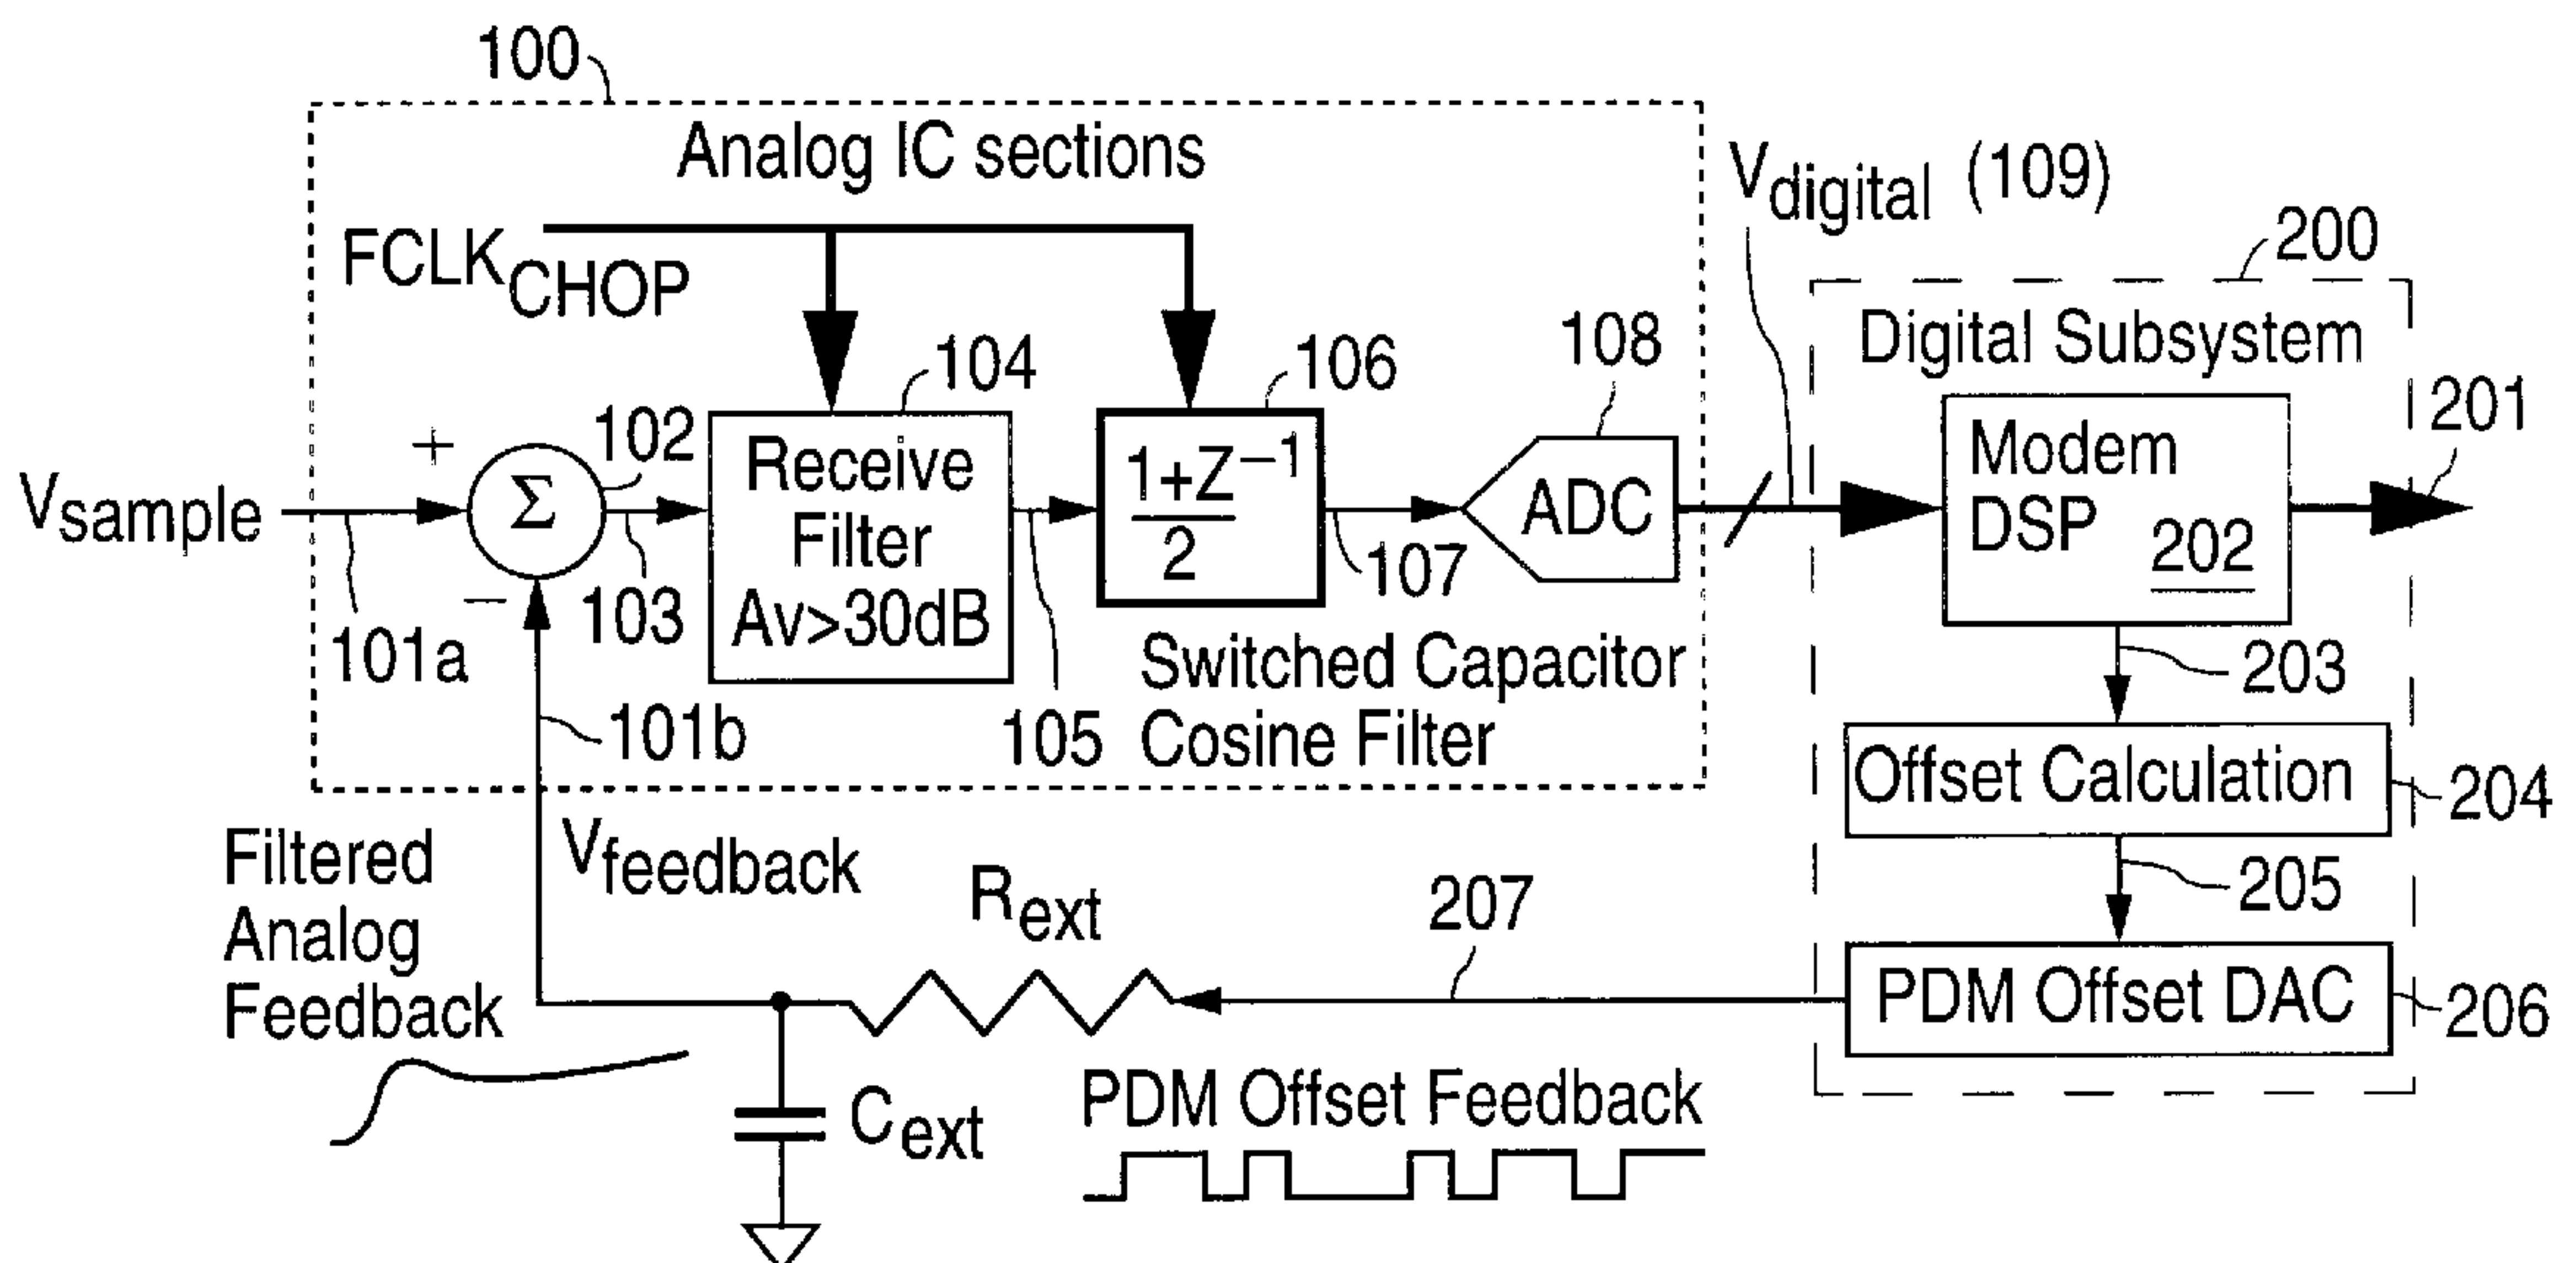 100
Analog IC sections
FCLKCHOP
Vdigital (109)
200
Digital Subsystem
104
106
108
201
102
+
Vsample
Σ
Receive
Filter
Av>30dB
1+Z−1
2
ADC
Modem
DSP
202
−
103
101a
107
Switched Capacitor
Cosine Filter
203
101b
105
Offset Calculation
204
Filtered
Analog
Feedback
Vfeedback
Rext
207
205
PDM Offset DAC
206
Cext
PDM Offset Feedback